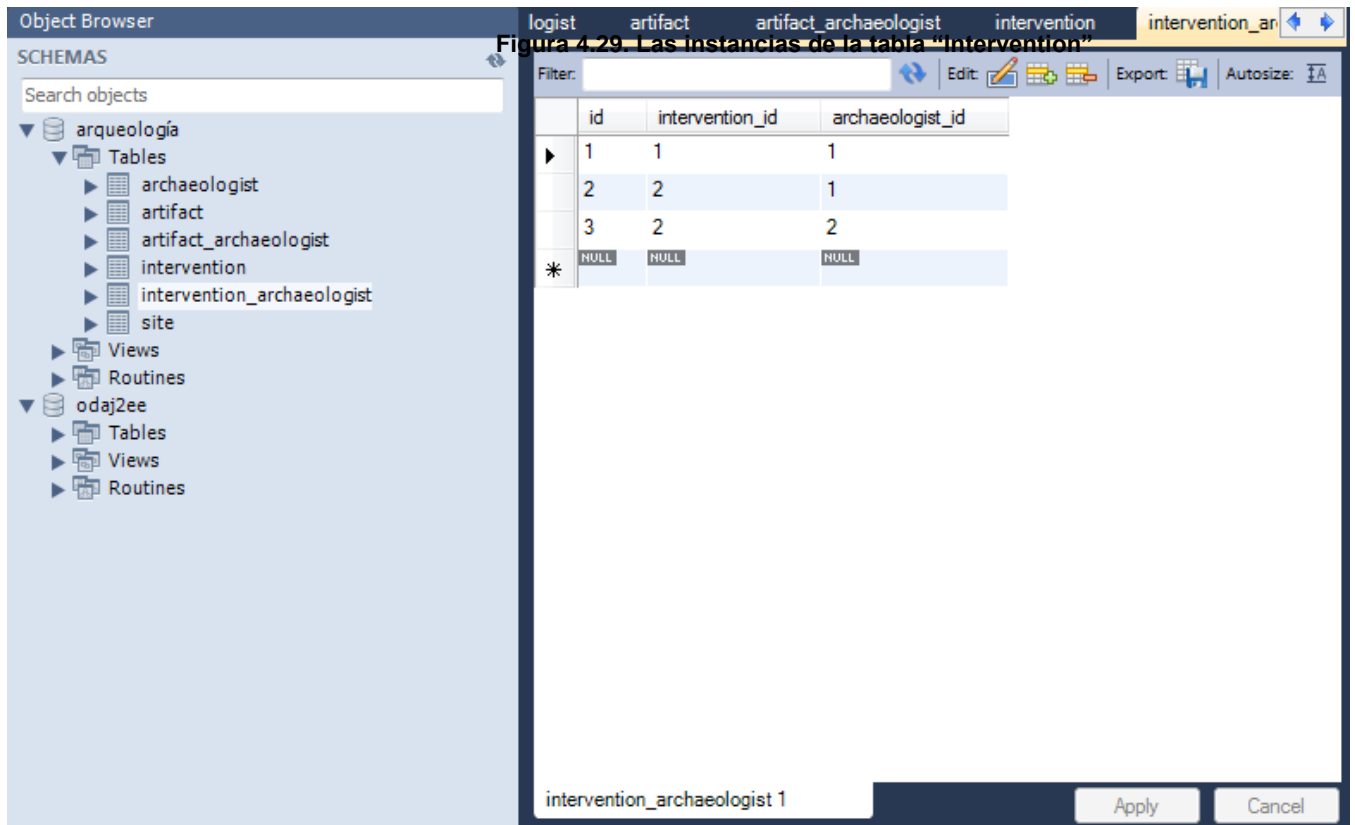 Object Browser
SCHEMAS
Search objects
arqueología
Tables
archaeologist
artifact
artifact_archaeologist
intervention
intervention_archaeologist
site
Views
Routines
odaj2ee
Tables
Views
Routines
logist artifact artifact_archaeologist intervention intervention_ar
Figura 4.29. Las instancias de la tabla “Intervention”
Filter: Edit: Export: Autosize:
id intervention_id archaeologist_id
1 1 1
2 2 1
3 2 2
NULL NULL NULL
intervention_archaeologist 1
Apply Cancel